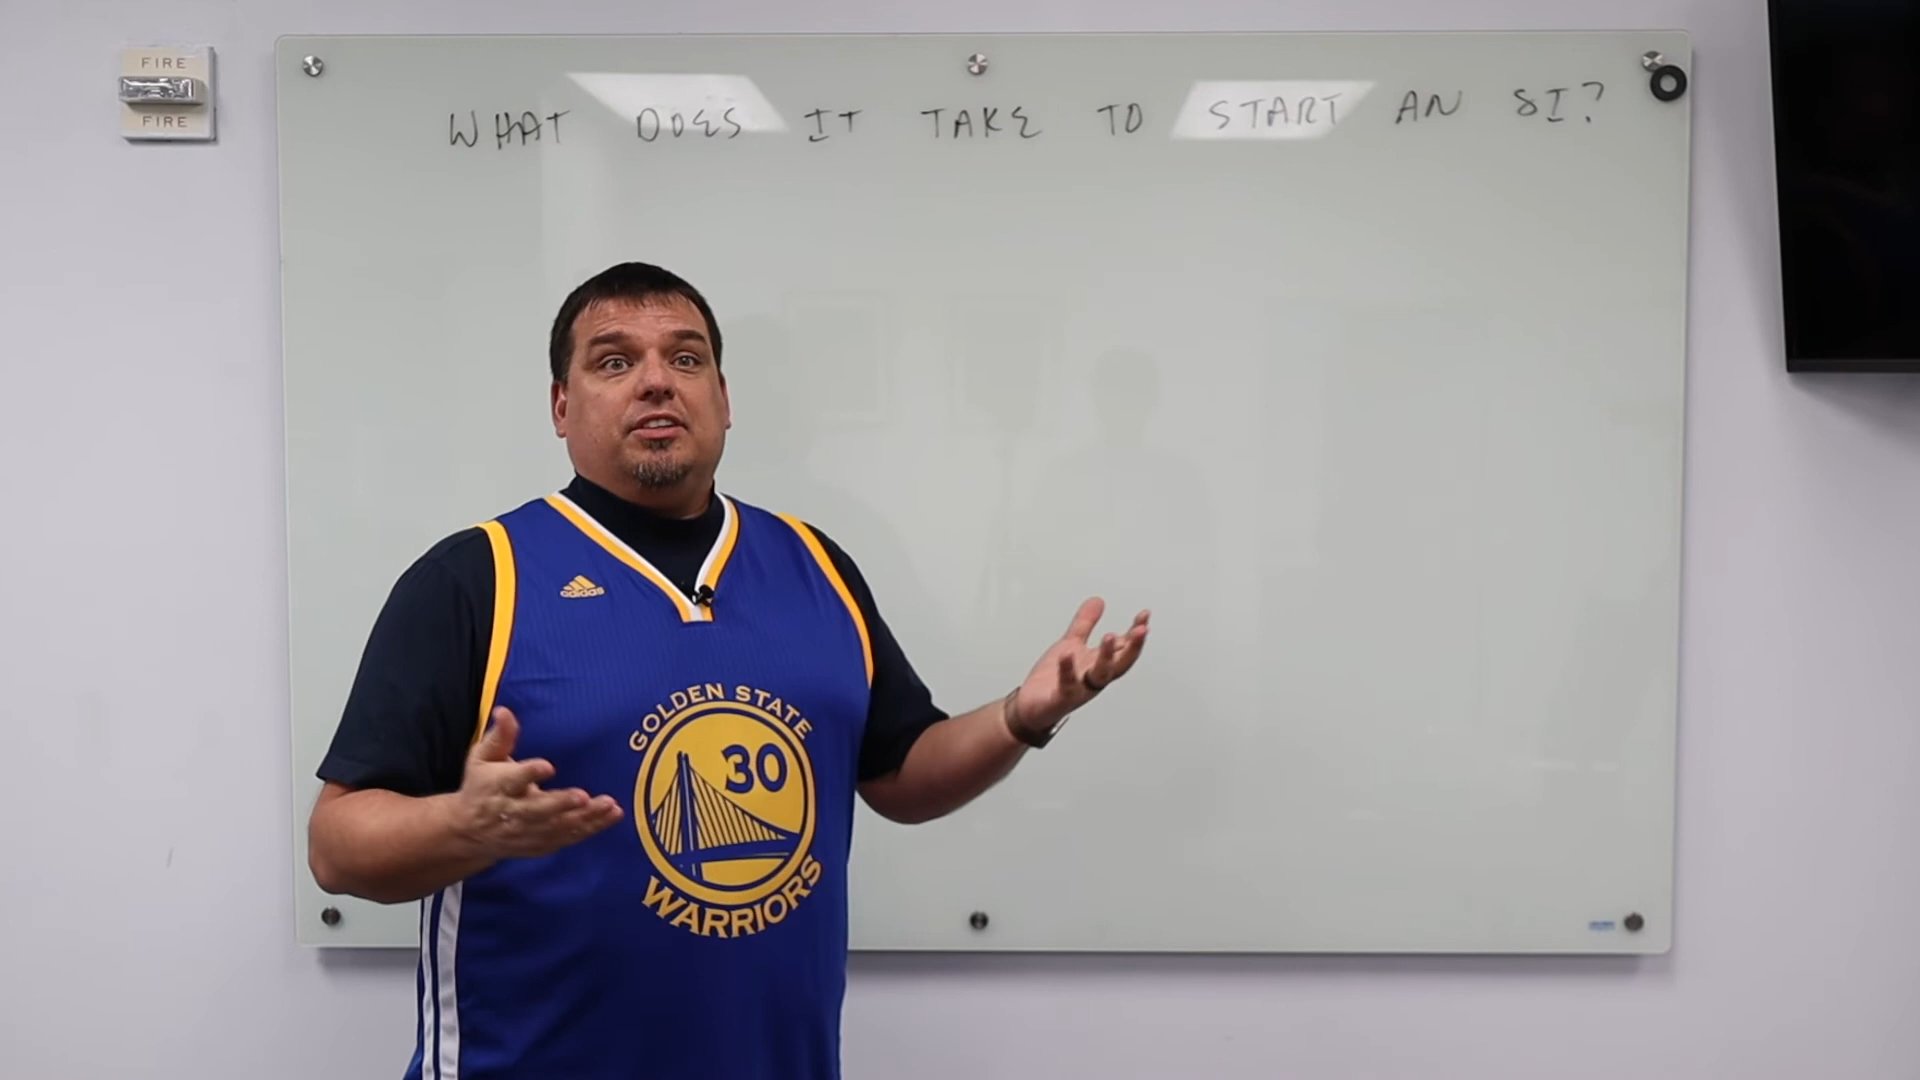 FIRE
FIRE
WHAT DOES IT TAKE TO START AN SI?
adidas
GOLDEN STATE
30
WARRIORS